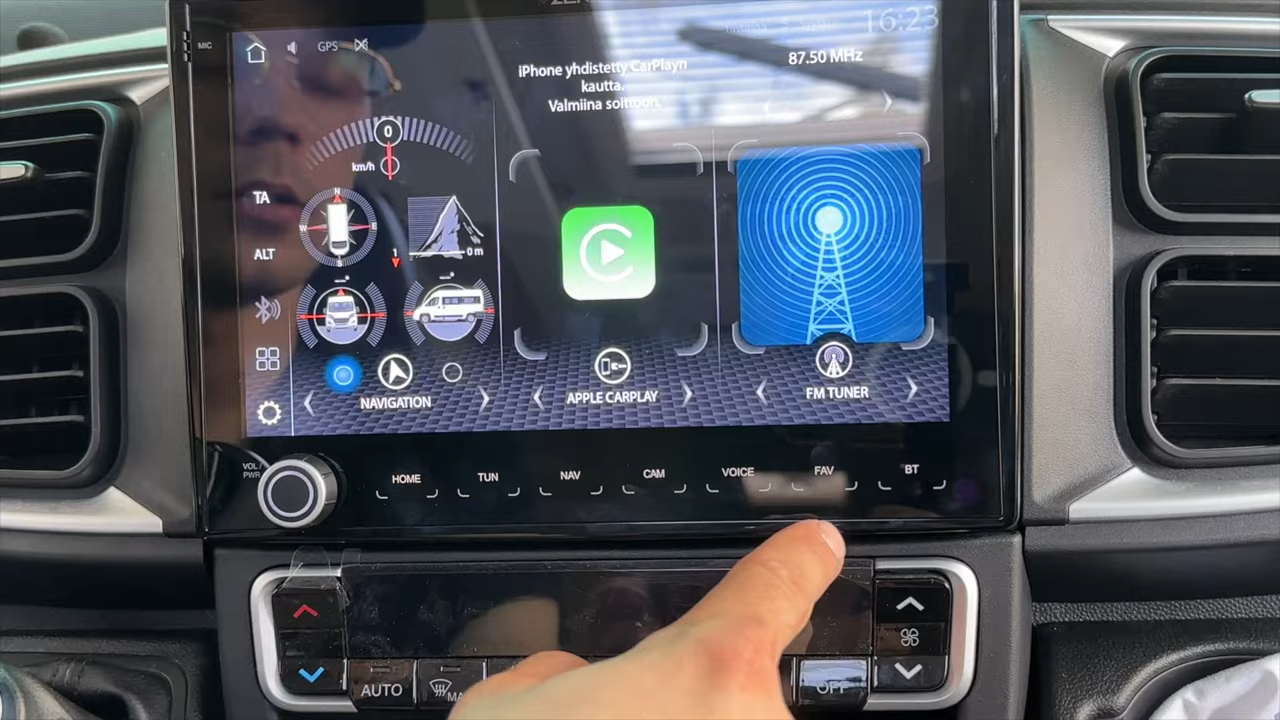 MIC
GPS
16:23
iPhone yhdistetty CarPlayn
kautta.
Valmiina soittoon.
87.50 MHz
0
km/h
TA
N
W
E
S
1
0 m
ALT
NAVIGATION
APPLE CARPLAY
FM TUNER
VOL/
PWR
HOME
TUN
NAV
CAM
VOICE
FAV
BT
AUTO
OFF